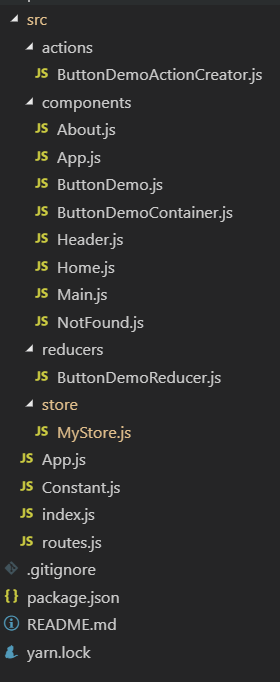 src
actions
JS ButtonDemoActionCreator.js
components
JS About.js
JS App.js
JS ButtonDemo.js
JS ButtonDemoContainer.js
JS Header.js
JS Home.js
JS Main.js
JS NotFound.js
reducers
JS ButtonDemoReducer.js
store
JS MyStore.js
JS App.js
JS Constant.js
JS index.js
JS routes.js
.gitignore
{} package.json
README.md
yarn.lock